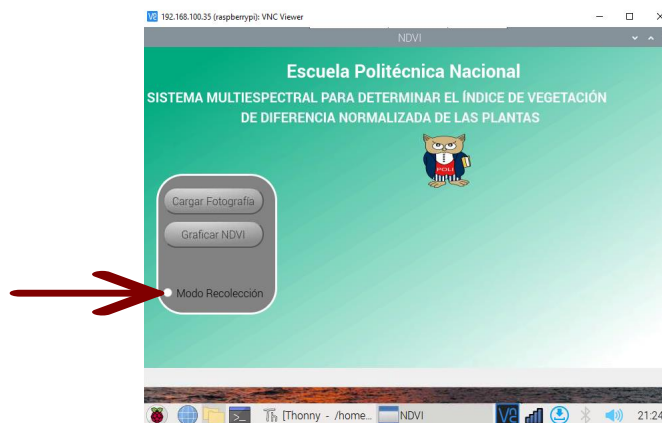 192.168.100.35 (raspberrypi): VNC Viewer
NDVI
Escuela Politécnica Nacional
SISTEMA MULTIESPECTRAL PARA DETERMINAR EL ÍNDICE DE VEGETACIÓN
DE DIFERENCIA NORMALIZADA DE LAS PLANTAS
POLI
Cargar Fotografía
Graficar NDVI
Modo Recolección
[Thonny - /home... NDVI 21:24